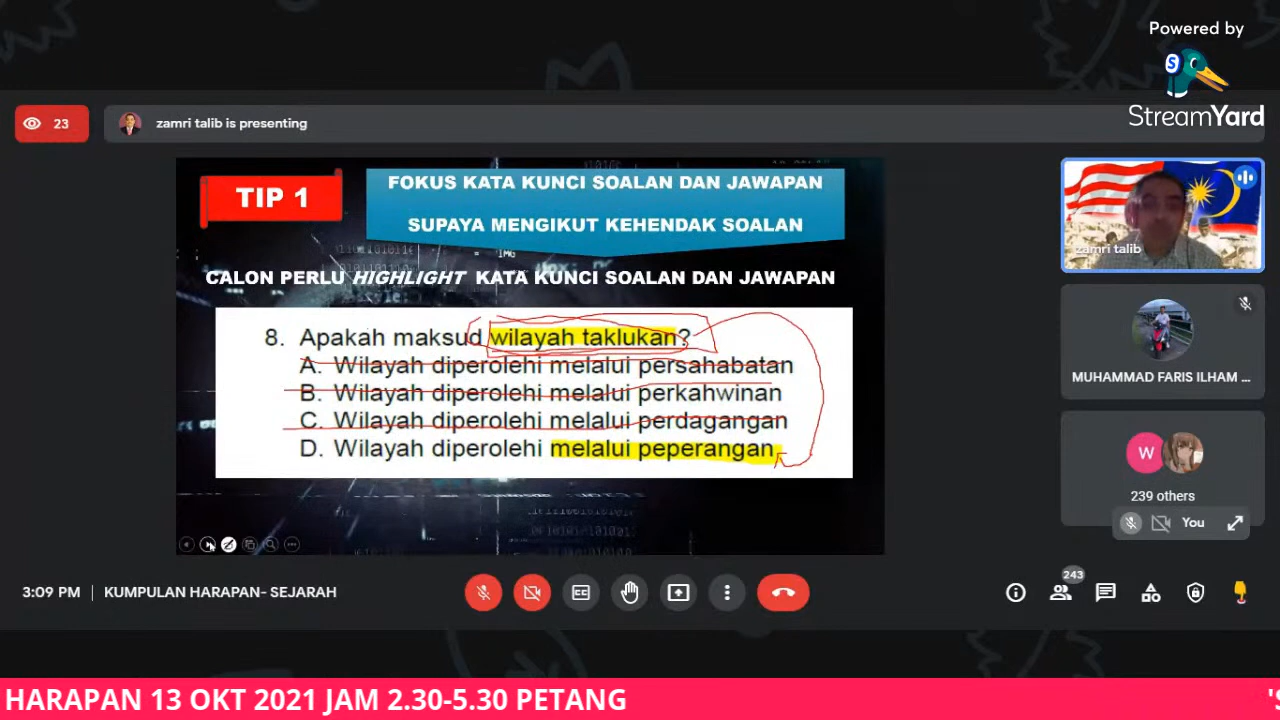 Powered by
StreamYard
23
zamri talib is presenting
TIP 1
FOKUS KATA KUNCI SOALAN DAN JAWAPAN
SUPAYA MENGIKUT KEHENDAK SOALAN
CALON PERLU HIGHLIGHT KATA KUNCI SOALAN DAN JAWAPAN
8. Apakah maksud wilayah taklukan?
A. Wilayah diperolehi melalui persahabatan
B. Wilayah diperolehi melalui perkahwinan
C. Wilayah diperolehi melalui perdagangan
D. Wilayah diperolehi melalui peperangan
zamri talib
MUHAMMAD FARIS ILHAM ...
W
239 others
You
3:09 PM | KUMPULAN HARAPAN- SEJARAH
243
HARAPAN 13 OKT 2021 JAM 2.30-5.30 PETANG